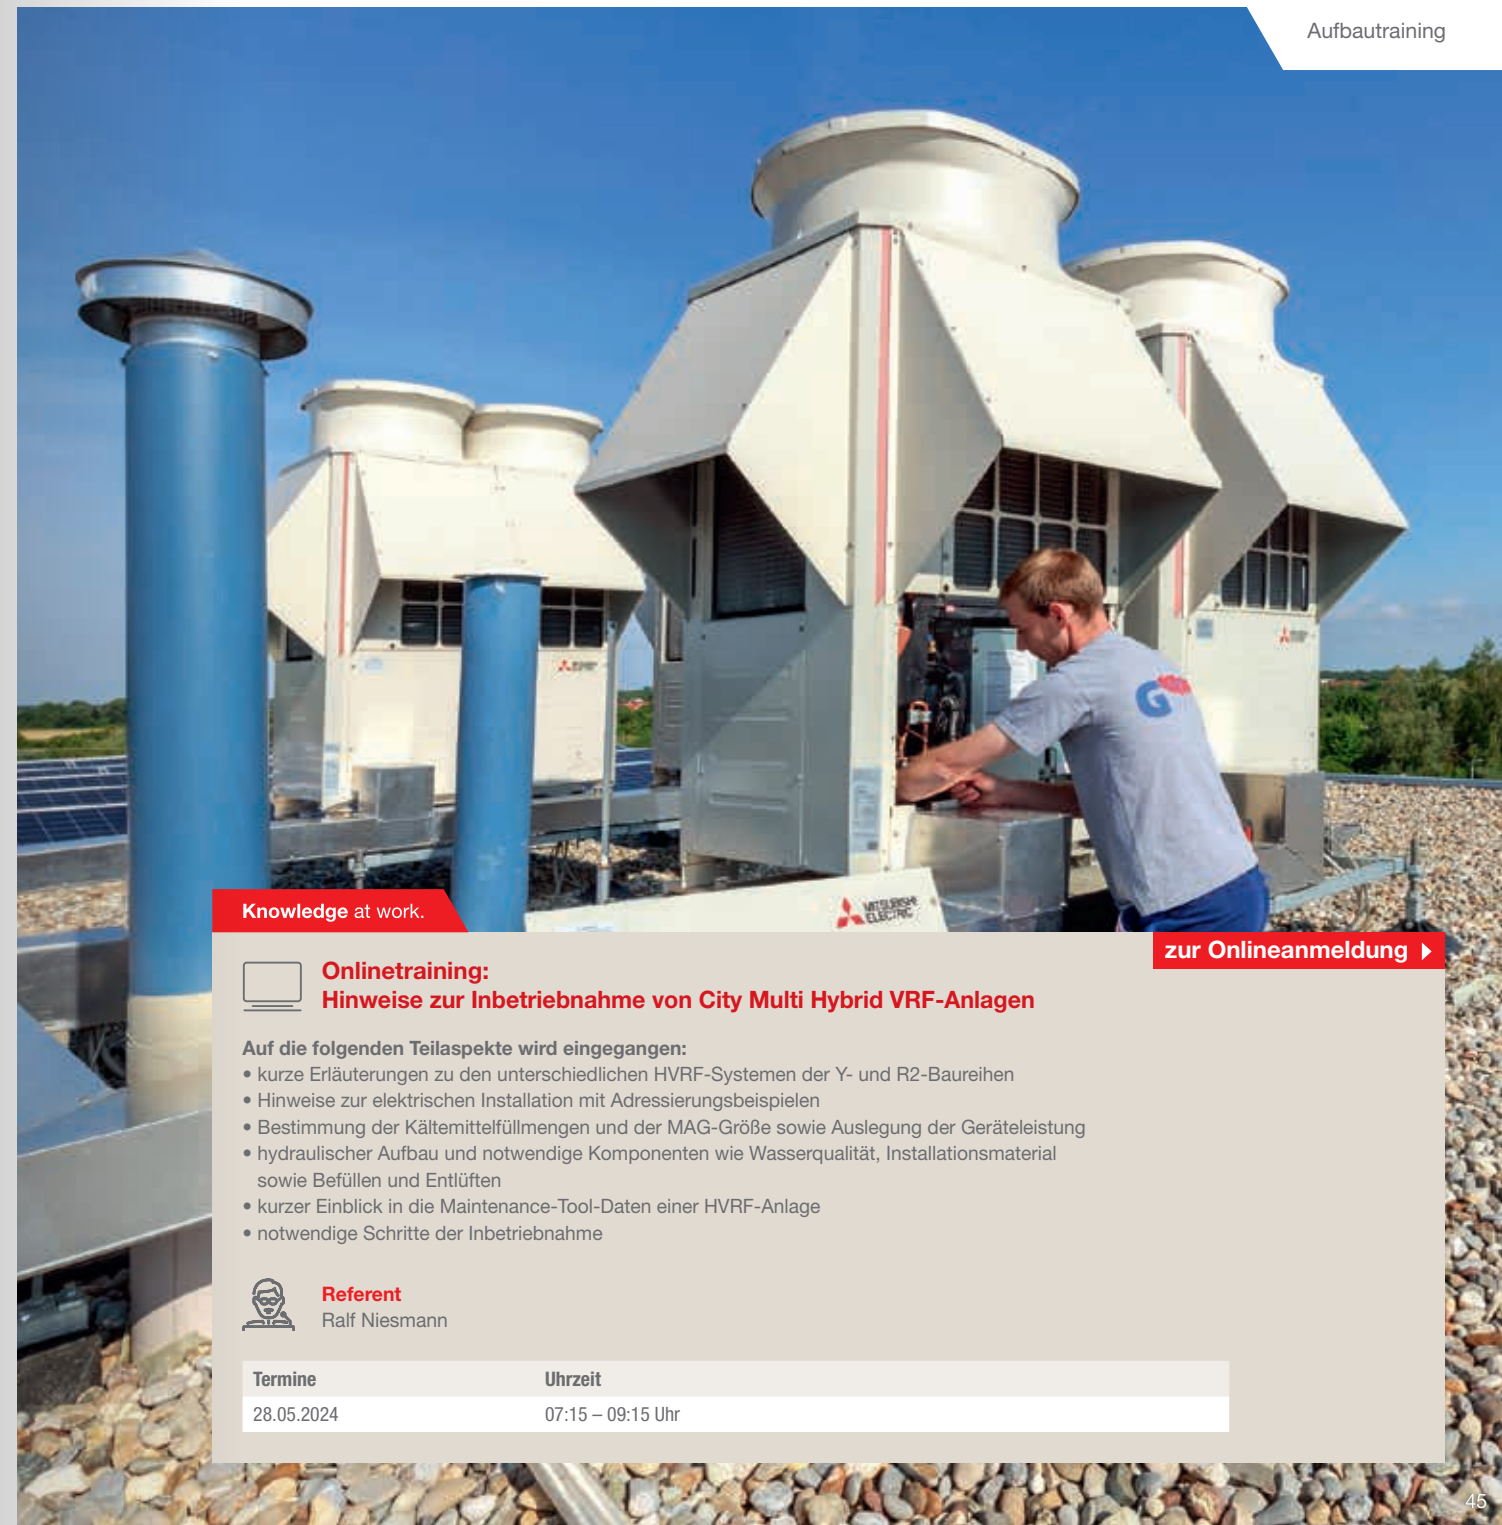 Aufbautraining
MITSUBISHI
ELECTRIC
Knowledge at work.
zur Onlineanmeldung
Onlinetraining:
Hinweise zur Inbetriebnahme von City Multi Hybrid VRF-Anlagen
Auf die folgenden Teilaspekte wird eingegangen:
• kurze Erläuterungen zu den unterschiedlichen HVRF-Systemen der Y- und R2-Baureihen
• Hinweise zur elektrischen Installation mit Adressierungsbeispielen
• Bestimmung der Kältemittelfüllmengen und der MAG-Größe sowie Auslegung der Geräteleistung
• hydraulischer Aufbau und notwendige Komponenten wie Wasserqualität, Installationsmaterial
sowie Befüllen und Entlüften
• kurzer Einblick in die Maintenance-Tool-Daten einer HVRF-Anlage
• notwendige Schritte der Inbetriebnahme
Referent
Ralf Niesmann
Termine Uhrzeit
28.05.2024 07:15 – 09:15 Uhr
45